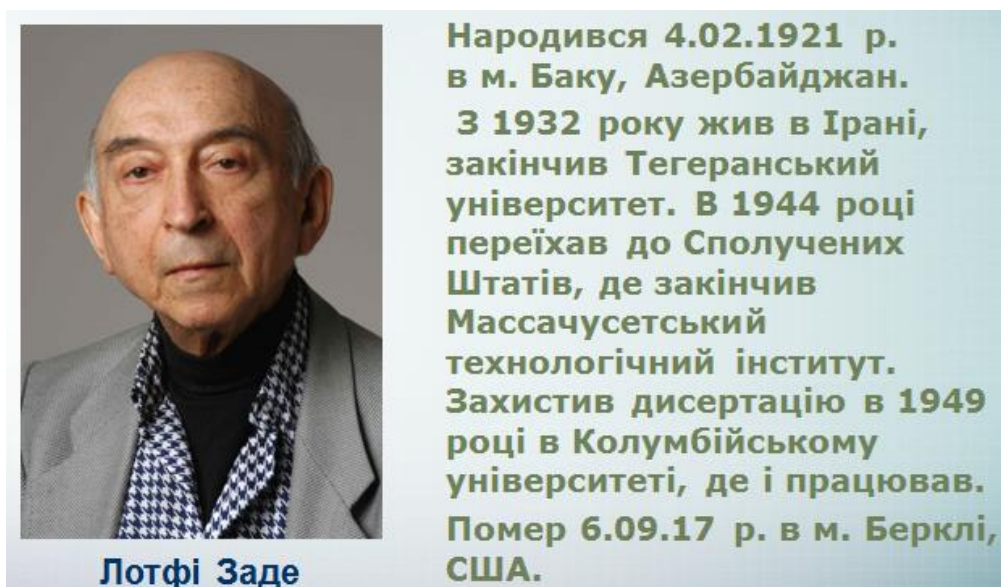 Народився 4.02.1921 р.
в м. Баку, Азербайджан.
З 1932 року жив в Ірані,
закінчив Тегеранський
університет. В 1944 році
переїхав до Сполучених
Штатів, де закінчив
Массачусетський
технологічний інститут.
Захистив дисертацію в 1949
році в Колумбійському
університеті, де і працював.
Помер 6.09.17 р. в м. Берклі,
США.
Лотфі Заде